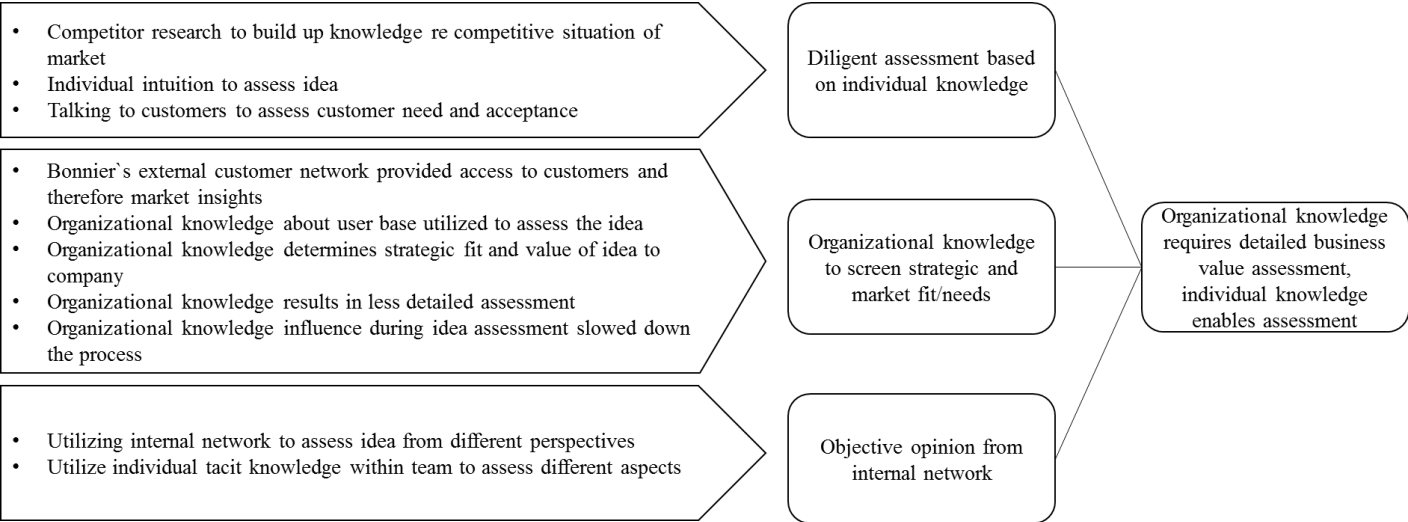 • Competitor research to build up knowledge re competitive situation of
market
• Individual intuition to assess idea
• Talking to customers to assess customer need and acceptance
Diligent assessment based
on individual knowledge
• Bonnier`s external customer network provided access to customers and
therefore market insights
• Organizational knowledge about user base utilized to assess the idea
• Organizational knowledge determines strategic fit and value of idea to
company
• Organizational knowledge results in less detailed assessment
• Organizational knowledge influence during idea assessment slowed down
the process
Organizational knowledge
to screen strategic and
market fit/needs
• Utilizing internal network to assess idea from different perspectives
• Utilize individual tacit knowledge within team to assess different aspects
Objective opinion from
internal network
Organizational knowledge
requires detailed business
value assessment,
individual knowledge
enables assessment